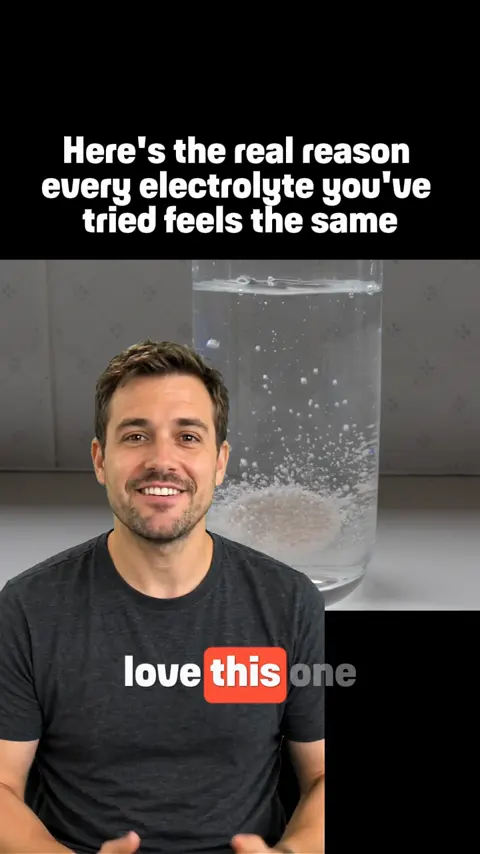 Here's the real reason
every electrolyte you've
tried feels the same
love this one